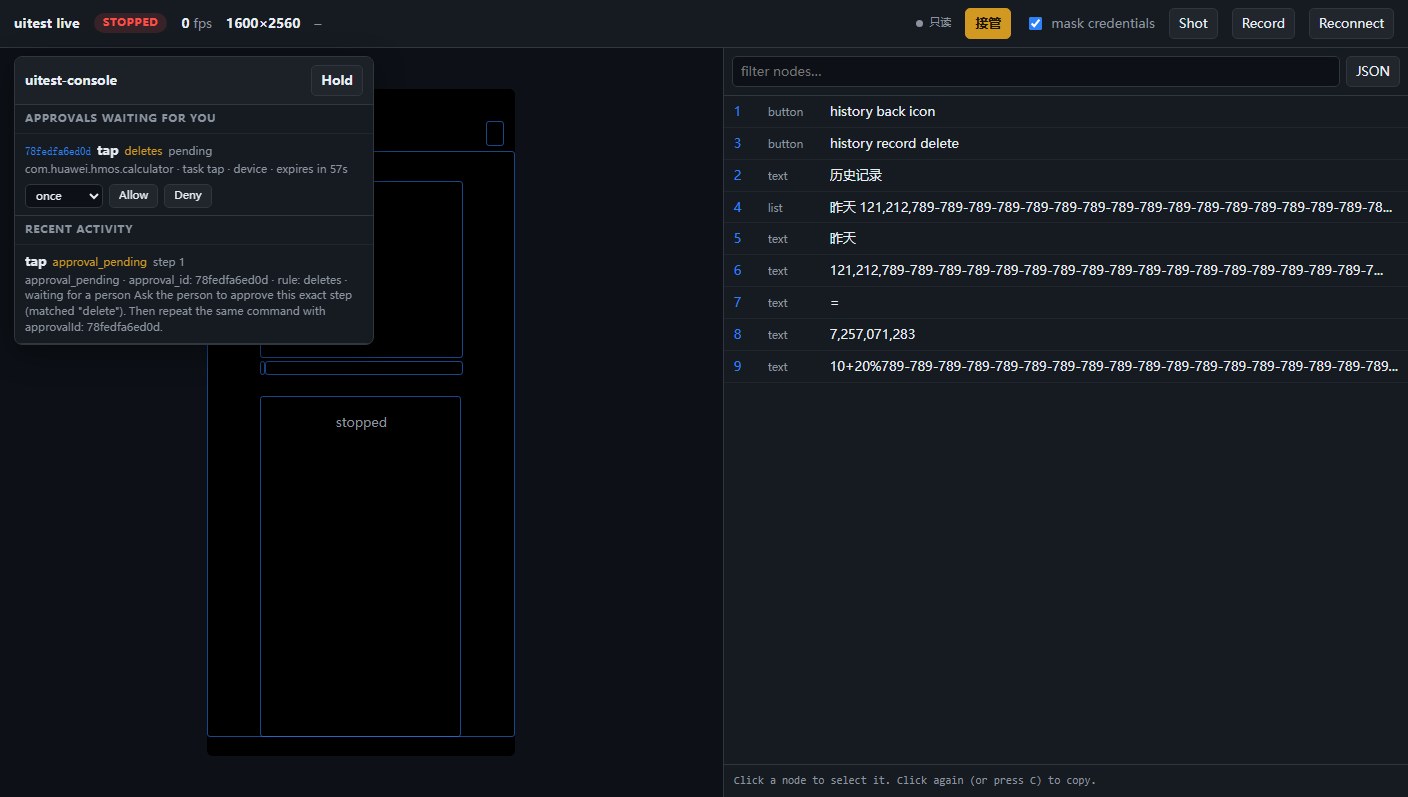 uitest live STOPPED 0 fps 1600×2560 – 只读 接管 mask credentials Shot Record Reconnect
uitest-console Hold
APPROVALS WAITING FOR YOU
78fedfa6ed0d tap deletes pending
com.huawei.hmos.calculator · task tap · device · expires in 57s
once Allow Deny
RECENT ACTIVITY
tap approval_pending step 1
approval_pending · approval_id: 78fedfa6ed0d · rule: deletes ·
waiting for a person Ask the person to approve this exact step
(matched "delete"). Then repeat the same command with
approvalId: 78fedfa6ed0d.
stopped
filter nodes... JSON
1 button history back icon
3 button history record delete
2 text 历史记录
4 list 昨天 121,212,789-789-789-789-789-789-789-789-789-789-789-789-789-789-789-789-789-78...
5 text 昨天
6 text 121,212,789-789-789-789-789-789-789-789-789-789-789-789-789-789-789-789-789-7...
7 text =
8 text 7,257,071,283
9 text 10+20%789-789-789-789-789-789-789-789-789-789-789-789-789-789-789-789-789-789...
Click a node to select it. Click again (or press C) to copy.